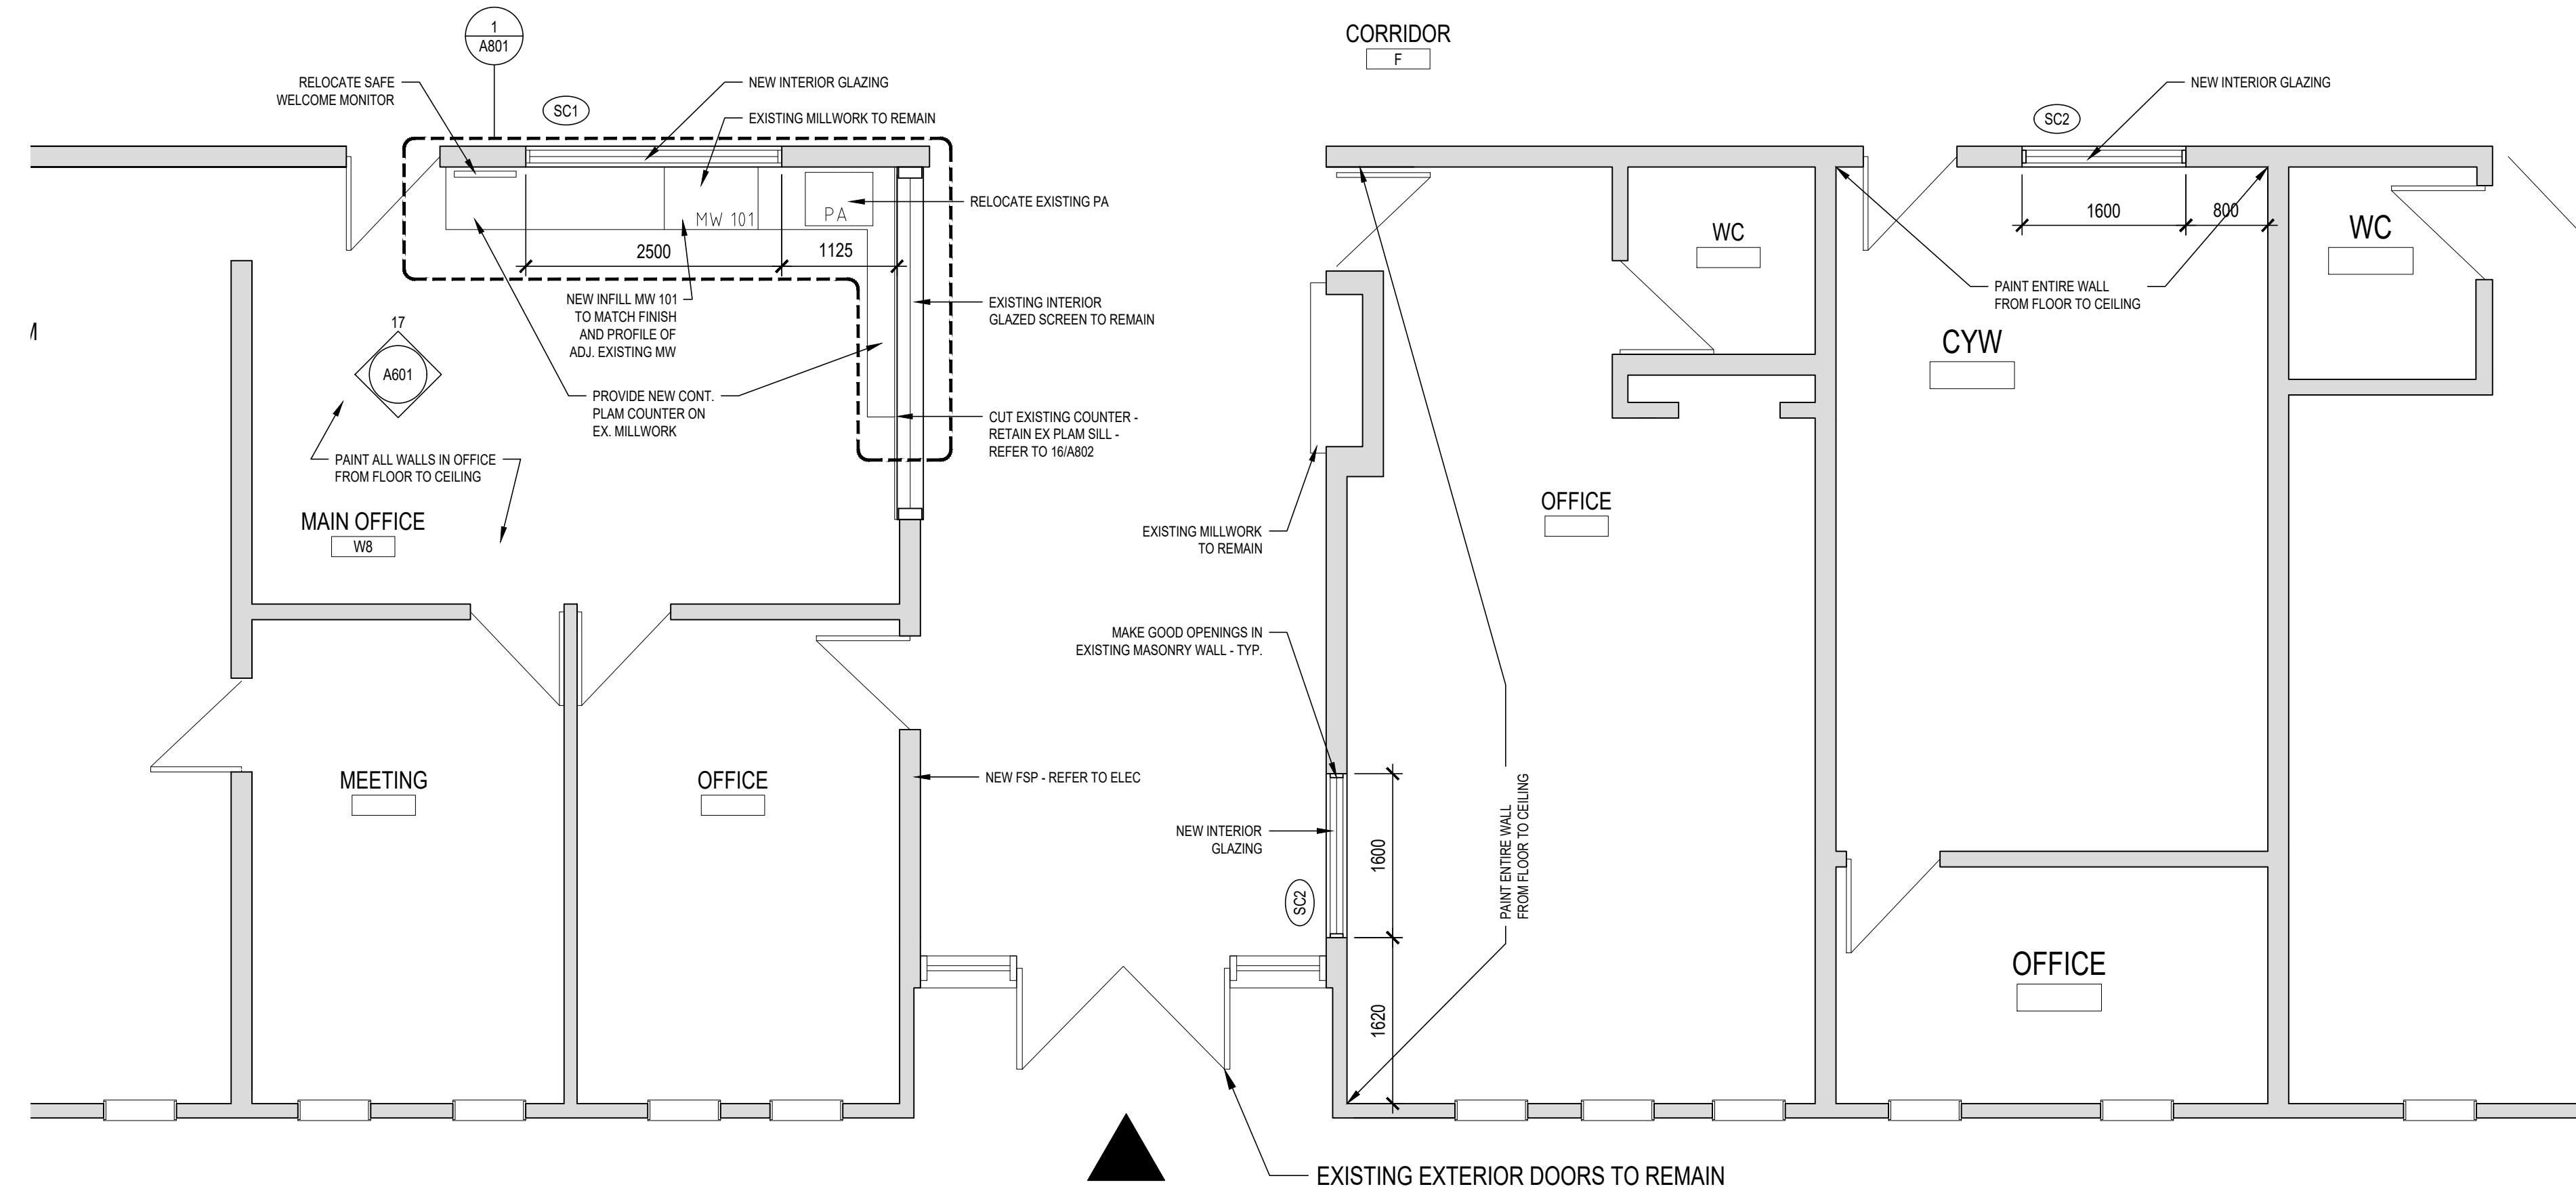 1
A801
CORRIDOR
F
RELOCATE SAFE
WELCOME MONITOR
SC1
NEW INTERIOR GLAZING
EXISTING MILLWORK TO REMAIN
SC2
NEW INTERIOR GLAZING
MW 101
PA
RELOCATE EXISTING PA
2500
1125
1600
800
WC
WC
NEW INFILL MW 101
TO MATCH FINISH
AND PROFILE OF
ADJ. EXISTING MW
EXISTING INTERIOR
GLAZED SCREEN TO REMAIN
PAINT ENTIRE WALL
FROM FLOOR TO CEILING
17
A601
CYW
PROVIDE NEW CONT.
PLAM COUNTER ON
EX. MILLWORK
CUT EXISTING COUNTER -
RETAIN EX PLAM SILL -
REFER TO 16/A802
PAINT ALL WALLS IN OFFICE
FROM FLOOR TO CEILING
MAIN OFFICE
W8
OFFICE
EXISTING MILLWORK
TO REMAIN
MAKE GOOD OPENINGS IN
EXISTING MASONRY WALL - TYP.
MEETING
OFFICE
NEW FSP - REFER TO ELEC
NEW INTERIOR
GLAZING
1600
SC2
PAINT ENTIRE WALL
FROM FLOOR TO CEILING
OFFICE
1620
EXISTING EXTERIOR DOORS TO REMAIN